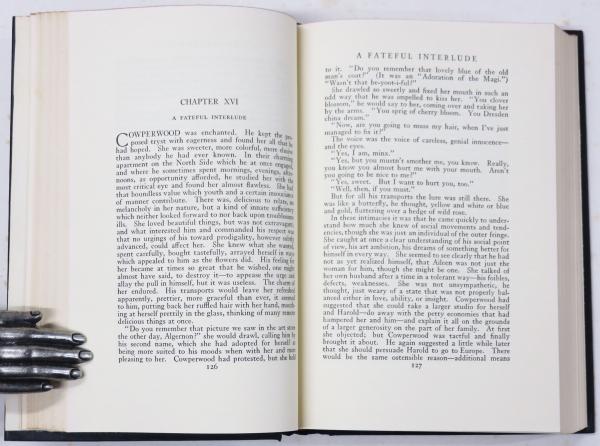 CHAPTER XVI
A FATEFUL INTERLUDE
COWPERWOOD was enchanted. He kept the pro-
posed tryst with eagerness and found her all that he
had hoped. She was sweeter, more colorful, more elusive
than anybody he had ever known. In their charming
apartment on the North Side which he at once engaged,
and where he sometimes spent mornings, evenings, after-
noons, as opportunity afforded, he studied her with the
most critical eye and found her almost flawless. She had
that boundless value which youth and a certain insouciance
of manner contribute. There was, delicious to relate, no
melancholy in her nature, but a kind of innate sufficiency
which neither looked forward to nor back upon troublesome
ills. She loved beautiful things, but was not extravagant;
and what interested him and commanded his respect was
that no urgings of his toward prodigality, however subtly
advanced, could affect her. She knew what she wanted,
spent carefully, bought tastefully, arrayed herself in ways
which appealed to him as the flowers did. His feeling for
her became at times so great that he wished, one might
almost have said, to destroy it—to appease the urge and
allay the pull in himself, but it was useless. The charm of
her endured. His transports would leave her refreshed
apparently, prettier, more graceful than ever, it seemed
to him, putting back her ruffled hair with her hand, mouth-
ing at herself prettily in the glass, thinking of many remote
delicious things at once.
"Do you remember that picture we saw in the art store
the other day, Algernon?" she would drawl, calling him by
his second name, which she had adopted for herself as
being more suited to his moods when with her and more
pleasing to her. Cowperwood had protested, but she held
126
A FATEFUL INTERLUDE
to it. "Do you remember that lovely blue of the old
man's coat?" (It was an "Adoration of the Magi.")
"Wasn't that be-yoot-i-ful?"
She drawled so sweetly and fixed her mouth in such an
odd way that he was impelled to kiss her. "You clover
blossom," he would say to her, coming over and taking her
by the arms. "You sprig of cherry bloom. You Dresden
china dream."
"Now, are you going to muss my hair, when I've just
managed to fix it?"
The voice was the voice of careless, genial innocence—
and the eyes.
"Yes, I am, minx."
"Yes, but you mustn't smother me, you know. Really,
you know you almost hurt me with your mouth. Aren't
you going to be nice to me?"
"Yes, sweet. But I want to hurt you, too."
"Well, then, if you must."
But for all his transports the lure was still there. She
was like a butterfly, he thought, yellow and white or blue
and gold, fluttering over a hedge of wild rose.
In these intimacies it was that he came quickly to under-
stand how much she knew of social movements and ten-
dencies, though she was just an individual of the outer fringe.
She caught at once a clear understanding of his social point
of view, his art ambition, his dreams of something better for
himself in every way. She seemed to see clearly that he had
not as yet realized himself, that Aileen was not just the
woman for him, though she might be one. She talked of
her own husband after a time in a tolerant way—his foibles,
defects, weaknesses. She was not unsympathetic, he
thought, just weary of a state that was not properly bal-
anced either in love, ability, or insight. Cowperwood had
suggested that she could take a larger studio for herself
and Harold—do away with the petty economies that had
hampered her and him—and explain it all on the grounds
of a larger generosity on the part of her family. At first
she objected; but Cowperwood was tactful and finally
brought it about. He again suggested a little while later
that she should persuade Harold to go to Europe. There
would be the same ostensible reason—additional means
127